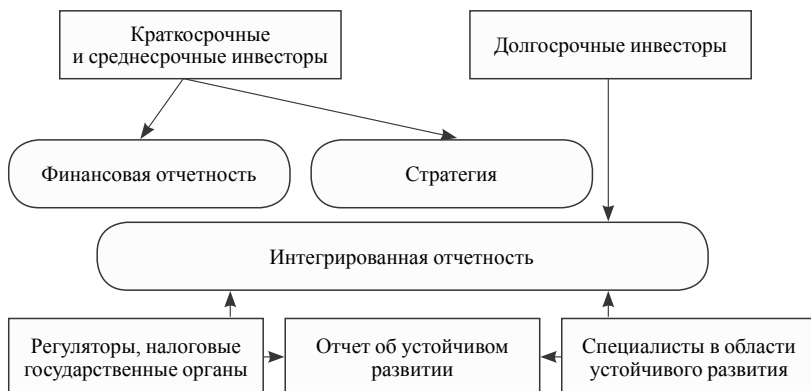 Краткосрочные
и среднесрочные инвесторы
Долгосрочные инвесторы
Финансовая отчетность
Стратегия
Интегрированная отчетность
Регуляторы, налоговые
государственные органы
Отчет об устойчивом
развитии
Специалисты в области
устойчивого развития